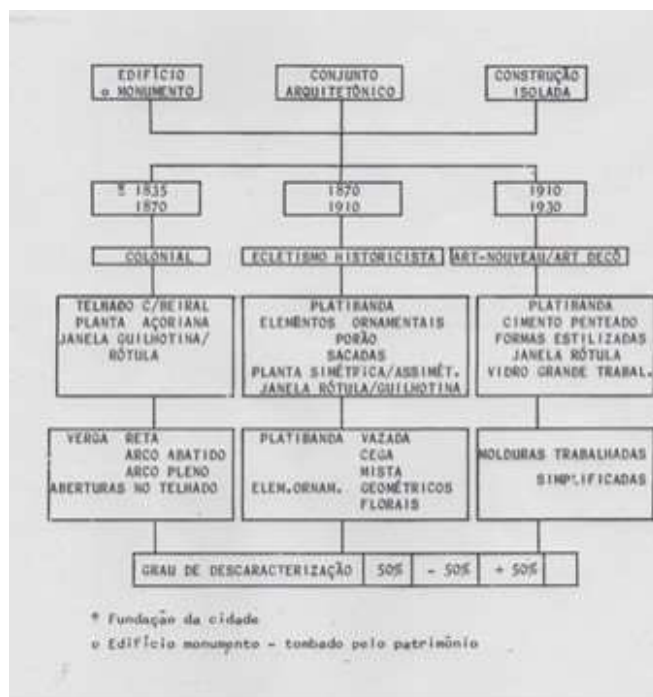 EDIFÍCIO
o MONUMENTO
CONJUNTO
ARQUITETÔNICO
CONSTRUÇÃO
ISOLADA
* 1835
1870
1870
1910
1910
1930
COLONIAL
ECLETISMO HISTORICISTA
ART-NOUVEAU/ART DECÔ
TELHADO C/BEIRAL
PLANTA AÇORIANA
JANELA GUILHOTINA/
RÓTULA
PLATIBANDA
ELEMENTOS ORNAMENTAIS
PORÃO
SACADAS
PLANTA SIMÉTRICA/ASSIMÉT.
JANELA RÓTULA/GUILHOTINA
PLATIBANDA
CIMENTO PENTEADO
FORMAS ESTILIZADAS
JANELA RÓTULA
VIDRO GRANDE TRABAL.
VERGA RETA
ARCO ABATIDO
ARCO PLENO
ABERTURAS NO TELHADO
PLATIBANDA VAZADA
CEGA
MISTA
ELEM.ORNAM. GEOMÉTRICOS
FLORAIS
MOLDURAS TRABALHADAS
SIMPLIFICADAS
GRAU DE DESCARACTERIZAÇÃO 50% - 50% + 50%
* Fundação da cidade
o Edifício monumento - tombado pelo patrimônio